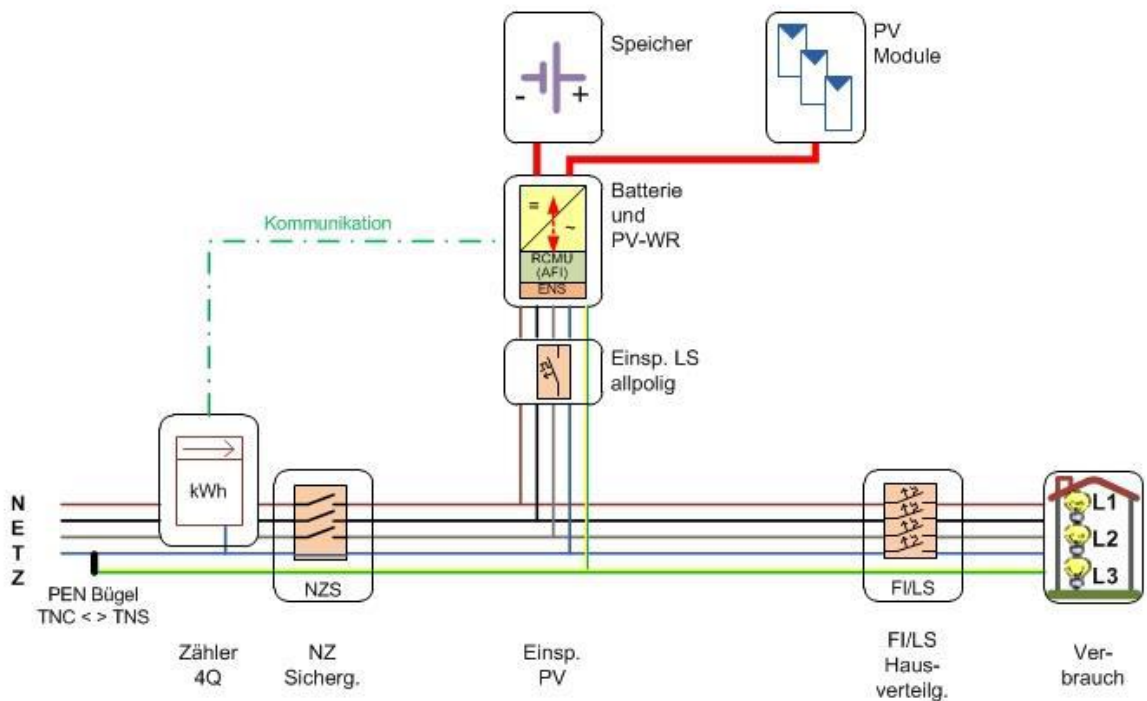 Speicher
- +
PV
Module
Batterie
und
PV-WR
= ~
RCMU
(AFI)
ENS
Kommunikation
Einsp. LS
allpolig
kWh
N
E
T
Z
L1
L2
L3
NZS
FI/LS
PEN Bügel
TNC < > TNS
Zähler
4Q
NZ
Sicherg.
Einsp.
PV
FI/LS
Haus-
verteilg.
Ver-
brauch